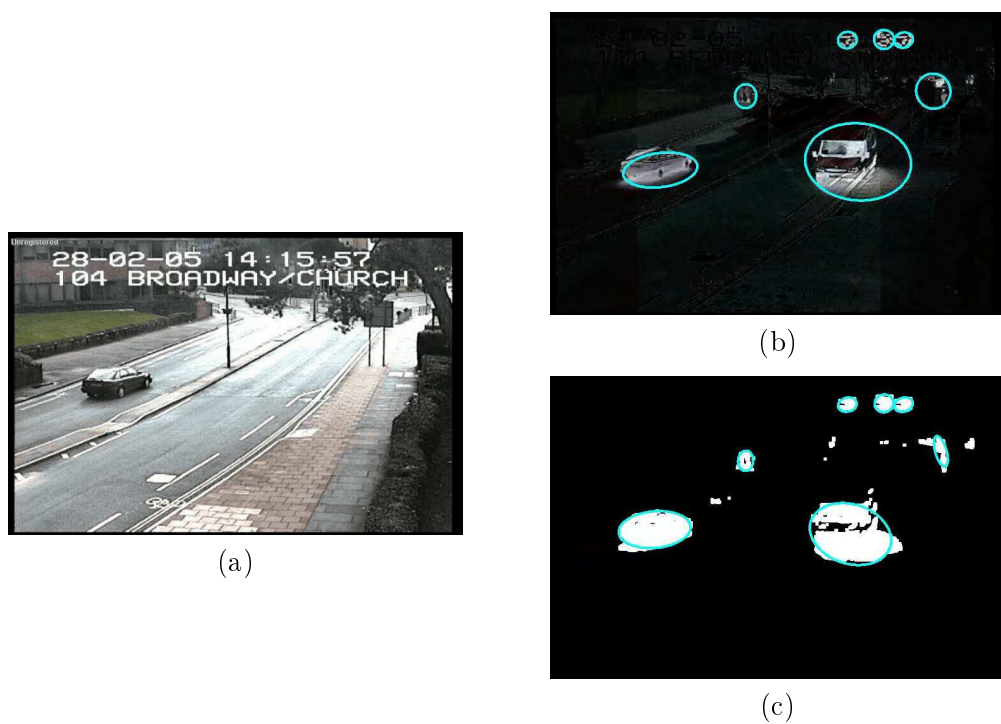 Unregistered
28-02-05 14:15:57
104 BROADWAY/CHURCH
(a)
(b)
(c)